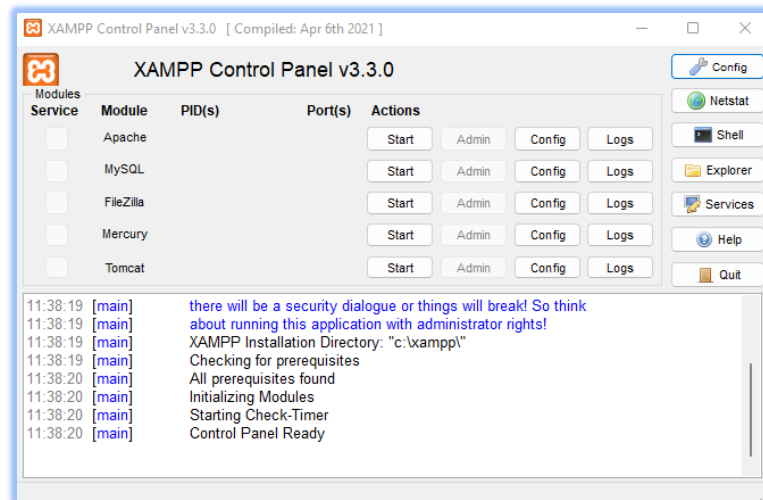 XAMPP Control Panel v3.3.0 [ Compiled: Apr 6th 2021 ]
XAMPP Control Panel v3.3.0
Config
Modules
Service Module PID(s) Port(s) Actions
Netstat
Apache Start Admin Config Logs
Shell
MySQL Start Admin Config Logs
Explorer
FileZilla Start Admin Config Logs
Services
Mercury Start Admin Config Logs
Help
Tomcat Start Admin Config Logs
Quit
11:38:19 [main] there will be a security dialogue or things will break! So think
11:38:19 [main] about running this application with administrator rights!
11:38:19 [main] XAMPP Installation Directory: "c:\xampp\"
11:38:19 [main] Checking for prerequisites
11:38:20 [main] All prerequisites found
11:38:20 [main] Initializing Modules
11:38:20 [main] Starting Check-Timer
11:38:20 [main] Control Panel Ready